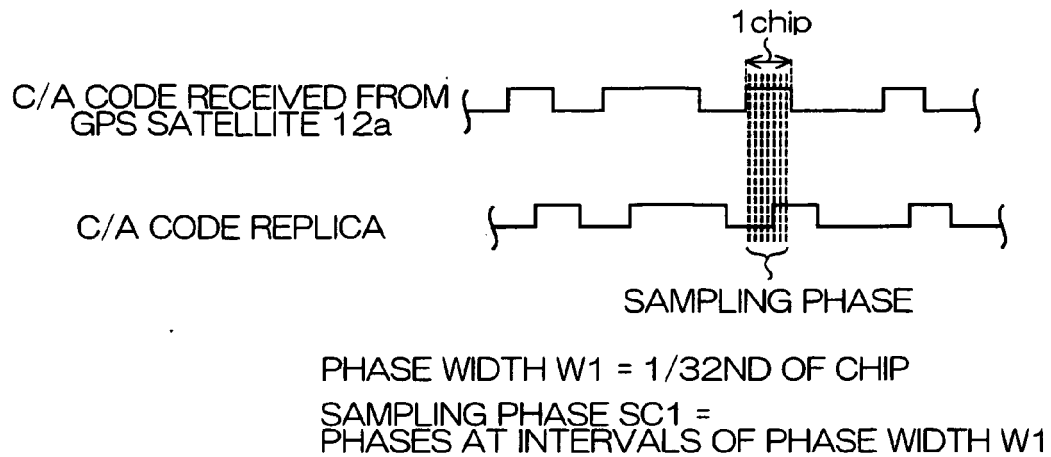 1chip
C/A CODE RECEIVED FROM
GPS SATELLITE 12a
C/A CODE REPLICA
SAMPLING PHASE
PHASE WIDTH W1 = 1/32ND OF CHIP
SAMPLING PHASE SC1 =
PHASES AT INTERVALS OF PHASE WIDTH W1